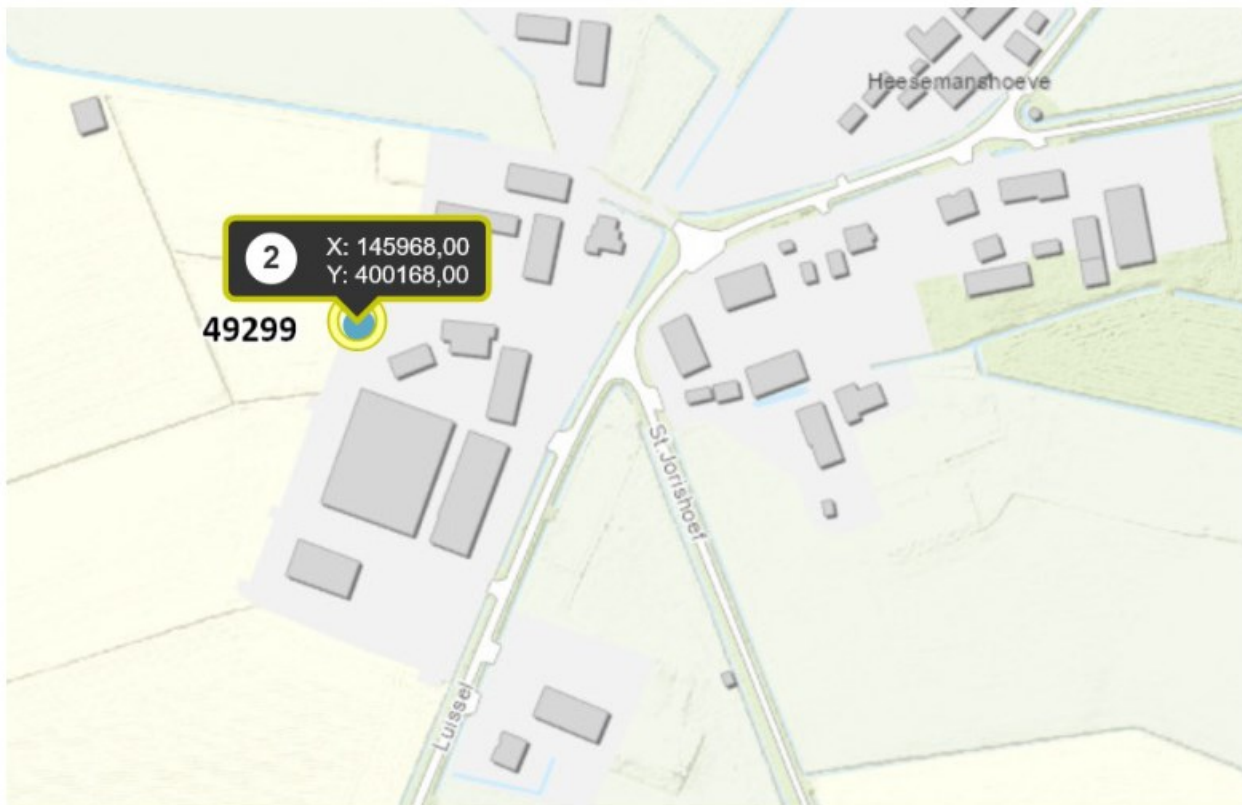 Heesemanshoeve
2
X: 145968,00
Y: 400168,00
49299
St.Jorishoef
Luissel